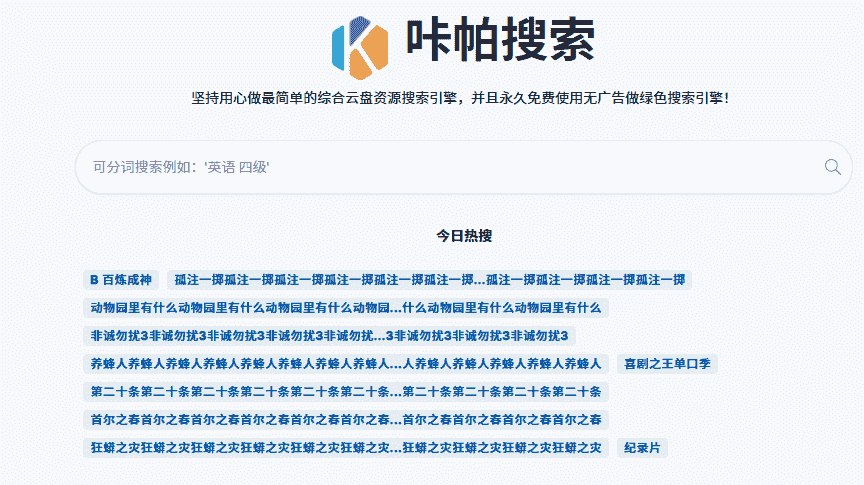 咔帕搜索
坚持用心做最简单的综合云盘资源搜索引擎，并且永久免费使用无广告做绿色搜索引擎！
可分词搜索例如：'英语 四级'
今日热搜
B 百炼成神 孤注一掷孤注一掷孤注一掷孤注一掷孤注一掷孤注一掷...孤注一掷孤注一掷孤注一掷孤注一掷
动物园里有什么动物园里有什么动物园里有什么动物园...什么动物园里有什么动物园里有什么
非诚勿扰3非诚勿扰3非诚勿扰3非诚勿扰3非诚勿扰...3非诚勿扰3非诚勿扰3非诚勿扰3
养蜂人养蜂人养蜂人养蜂人养蜂人养蜂人养蜂人养蜂人...人养蜂人养蜂人养蜂人养蜂人养蜂人 喜剧之王单口季
第二十条第二十条第二十条第二十条第二十条第二十条...第二十条第二十条第二十条第二十条
首尔之春首尔之春首尔之春首尔之春首尔之春首尔之春...首尔之春首尔之春首尔之春首尔之春
狂蟒之灾狂蟒之灾狂蟒之灾狂蟒之灾狂蟒之灾狂蟒之灾...狂蟒之灾狂蟒之灾狂蟒之灾狂蟒之灾 纪录片